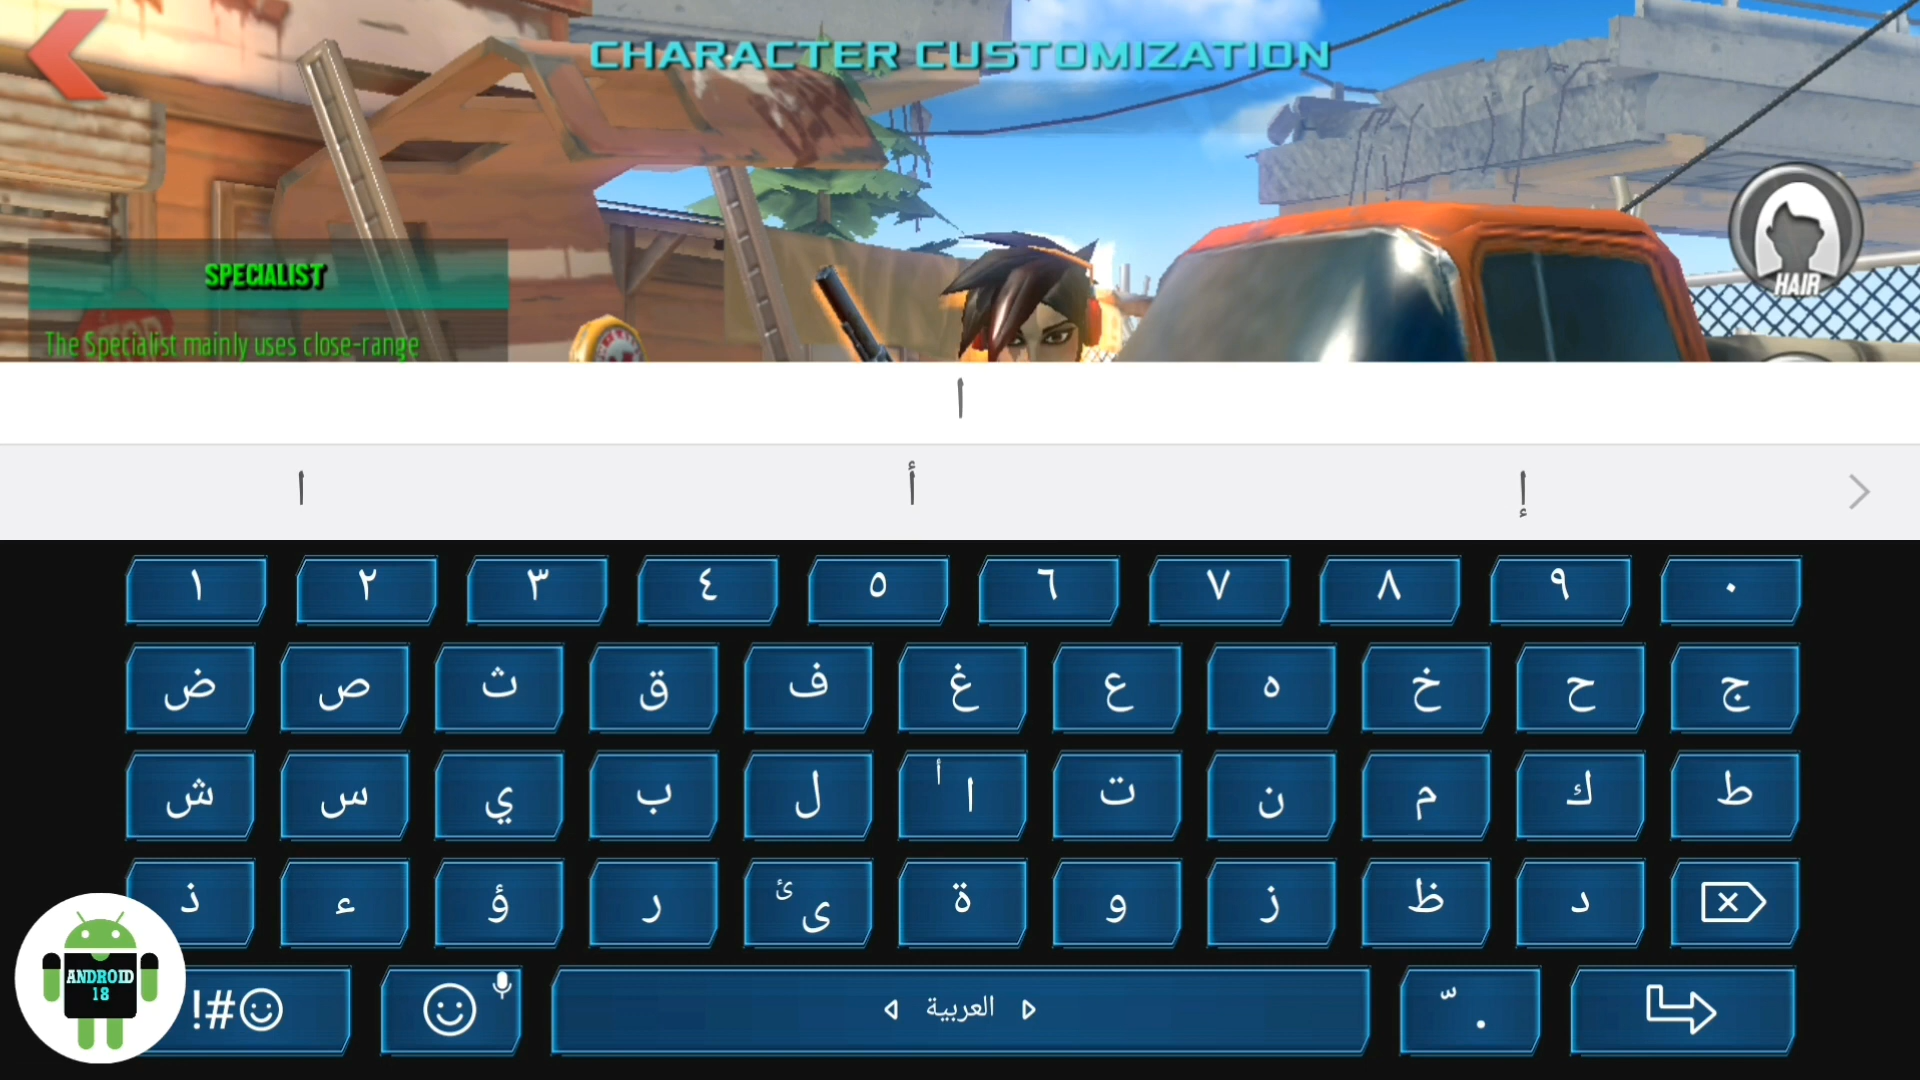 CHARACTER CUSTOMIZATION
HAIR
SPECIALIST
The Specialist mainly uses close-range
ا
ا أ إ
١ ٢ ٣ ٤ ٥ ٦ ٧ ٨ ٩ ٠
ض ص ث ق ف غ ع ه خ ح ج
ش س ي ب ل أ ا ت ن م ك ط
ذ ء ؤ ر ئ ى ة و ز ظ د
!#☺ العربية ّ .
ANDROID
18